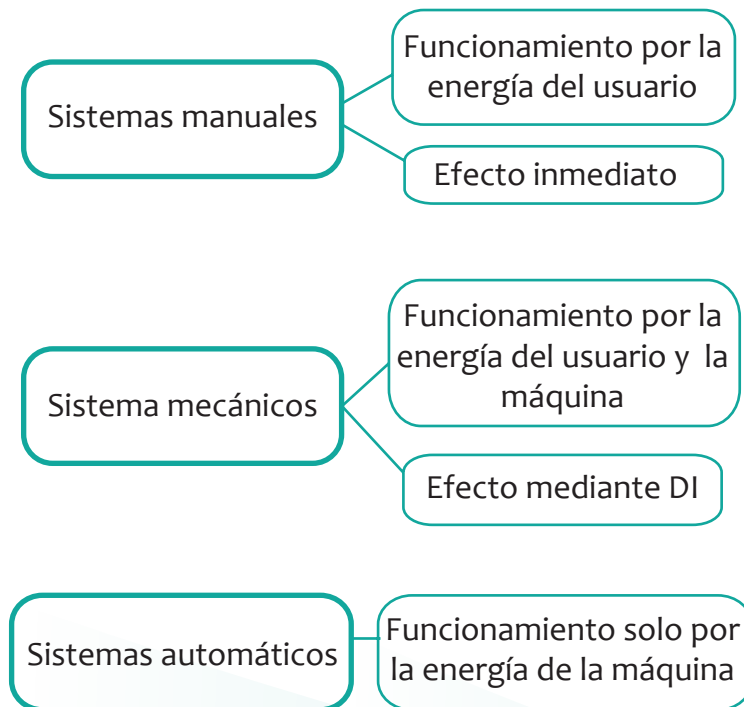 Sistemas manuales
Funcionamiento por la
energía del usuario
Efecto inmediato
Sistema mecánicos
Funcionamiento por la
energía del usuario y la
máquina
Efecto mediante DI
Sistemas automáticos
Funcionamiento solo por
la energía de la máquina